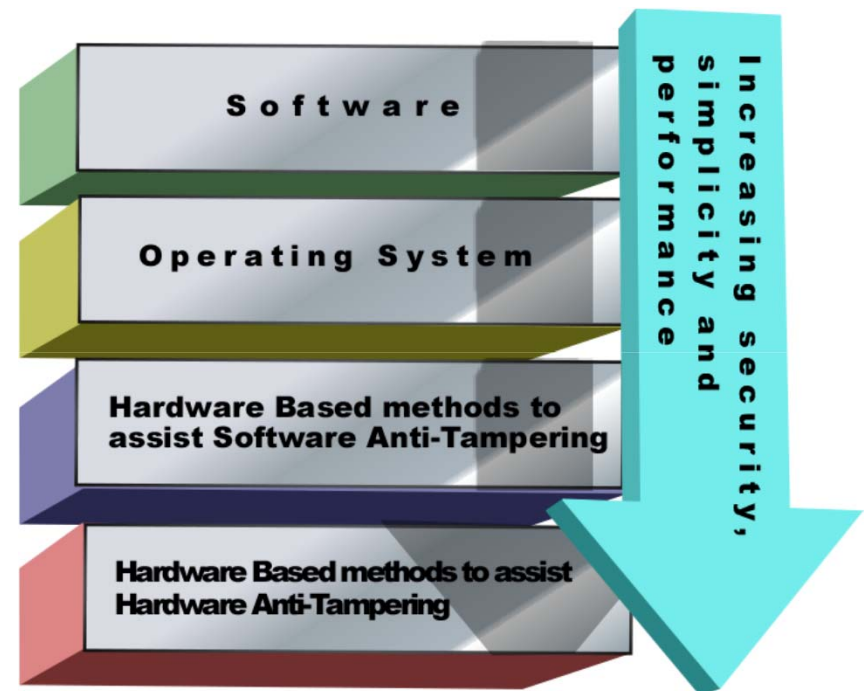 Software
Operating System
Hardware Based methods to
assist Software Anti-Tampering
Hardware Based methods to assist
Hardware Anti-Tampering
Increasing security,
simplicity and
performance